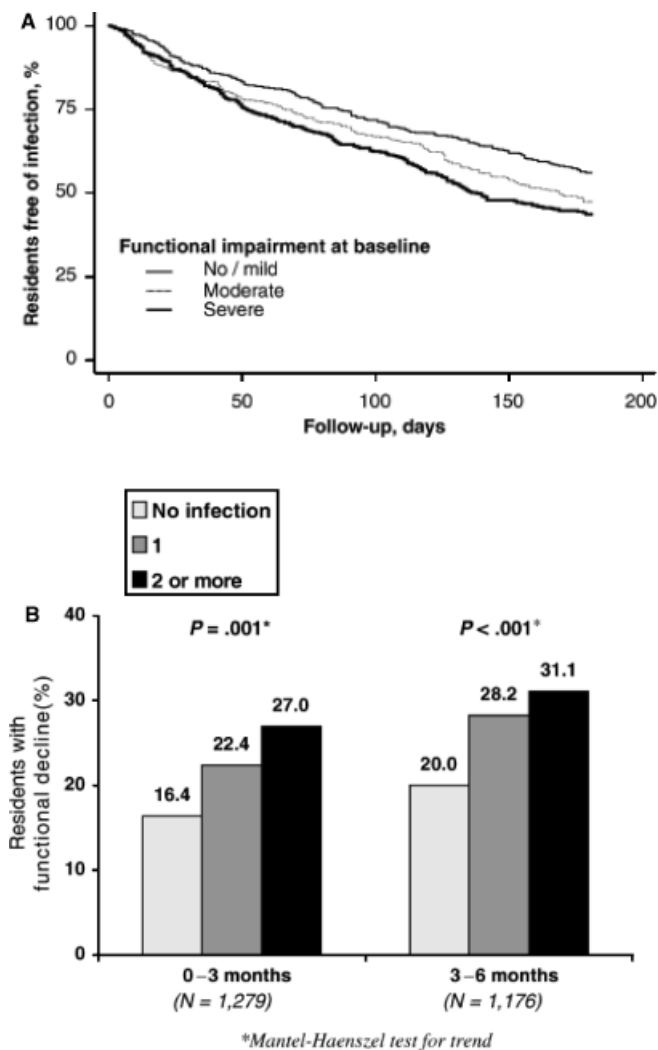 A
Residents free of infection, %
100
75
50
25
0
Functional impairment at baseline
No / mild
Moderate
Severe
0 50 100 150 200
Follow-up, days
No infection
1
2 or more
B
Residents with
functional decline(%)
40
30
20
10
0
P = .001* P < .001*
16.4 22.4 27.0 20.0 28.2 31.1
0–3 months 3–6 months
(N = 1,279) (N = 1,176)
*Mantel-Haenszel test for trend